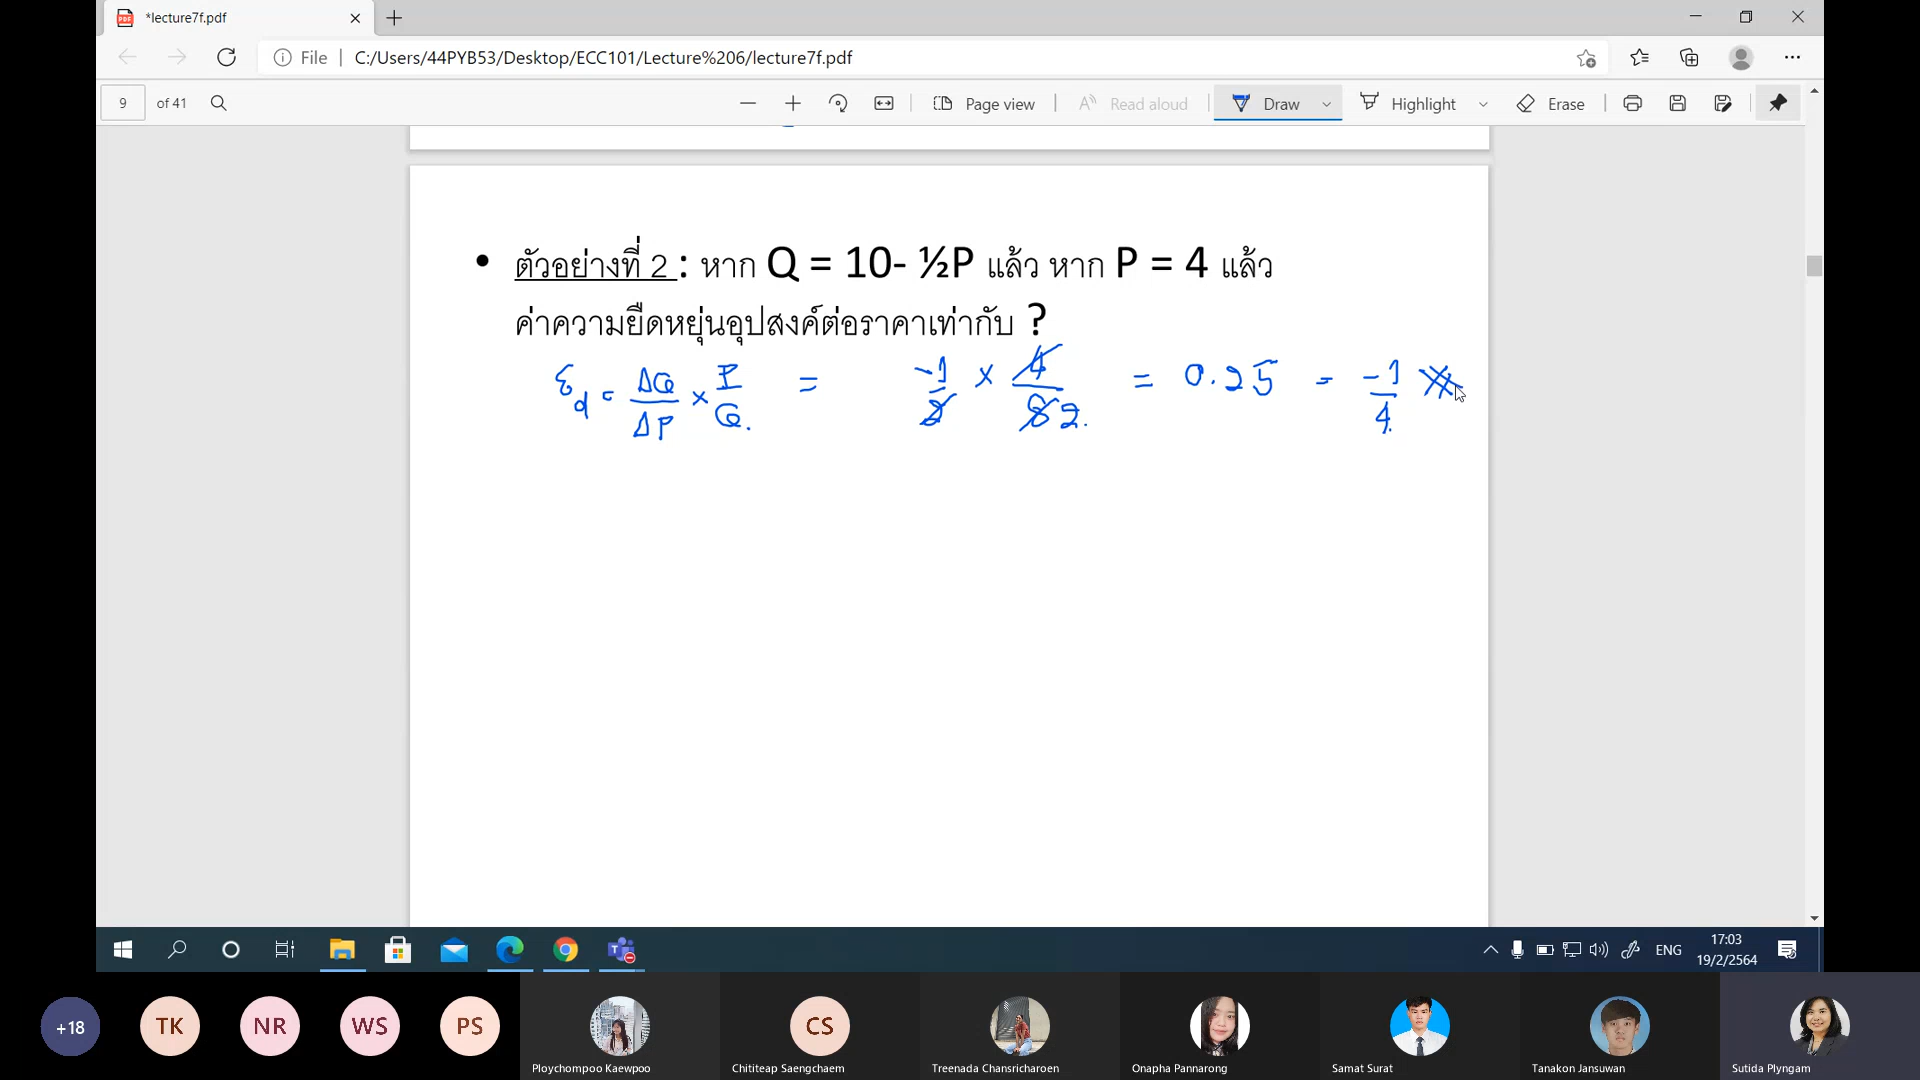 *lecture7f.pdf
File | C:/Users/44PYB53/Desktop/ECC101/Lecture%206/lecture7f.pdf
9 of 41 Page view Read aloud Draw Highlight Erase
• ตัวอย่างที่ 2 : หาก Q = 10- ½P แล้ว หาก P = 4 แล้ว
ค่าความยืดหยุ่นอุปสงค์ต่อราคาเท่ากับ ?
εd = ΔQ/ΔP × P/Q. = -1/2 × 4/8 2. = 0.25 = -1/4
ENG
17:03
19/2/2564
+18 TK NR WS PS CS
Ploychompoo Kaewpoo Chititeap Saengchaem Treenada Chansricharoen Onapha Pannarong Samat Surat Tanakon Jansuwan Sutida Plyngam